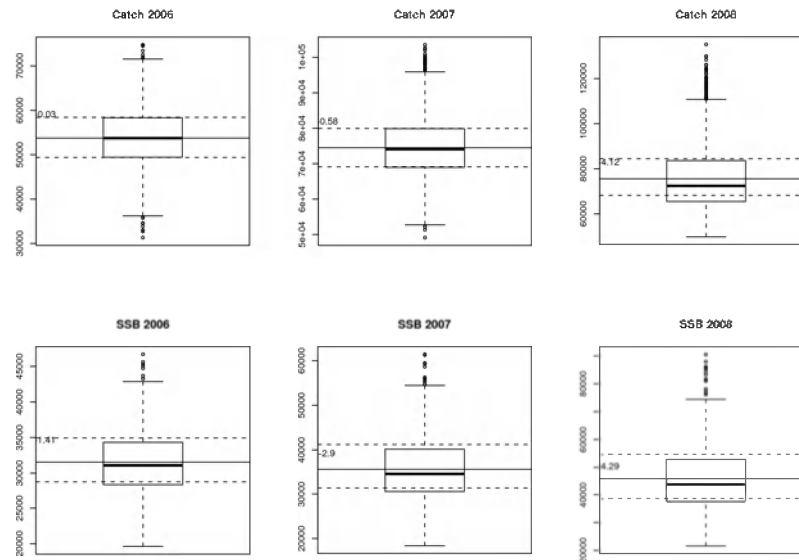 Catch 2006
Catch 2007
Catch 2008
30000 40000 50000 60000 70000
0.03
5e+04 6e+04 7e+04 8e+04 9e+04 1e+05
0.58
60000 80000 100000 120000
4.12
SSB 2006
SSB 2007
SSB 2008
20000 25000 30000 35000 40000 45000
1.41
20000 30000 40000 50000 60000
-2.9
20000 40000 60000 80000
4.29